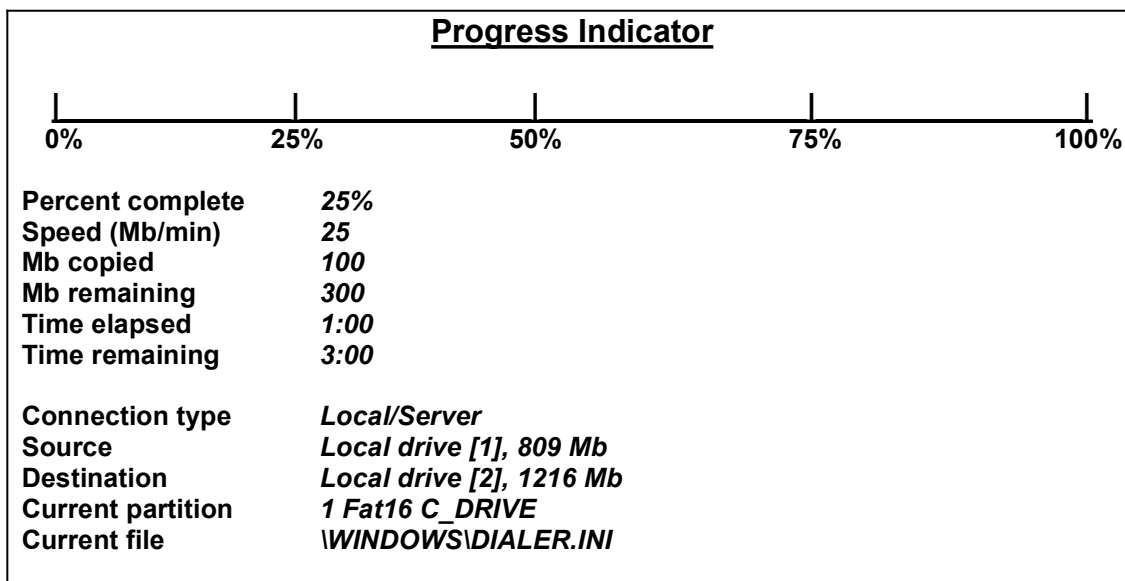 Progress Indicator
0% 25% 50% 75% 100%
Percent complete 25%
Speed (Mb/min) 25
Mb copied 100
Mb remaining 300
Time elapsed 1:00
Time remaining 3:00
Connection type Local/Server
Source Local drive [1], 809 Mb
Destination Local drive [2], 1216 Mb
Current partition 1 Fat16 C_DRIVE
Current file \WINDOWS\DIALER.INI